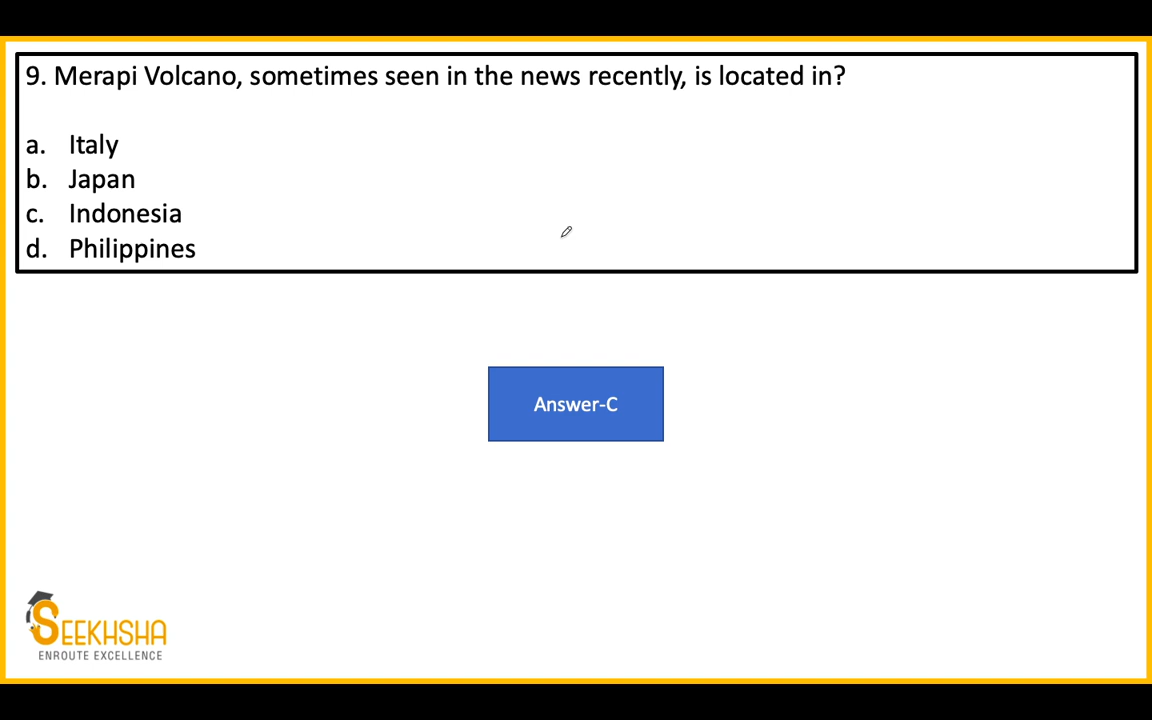 9. Merapi Volcano, sometimes seen in the news recently, is located in?
a. Italy
b. Japan
c. Indonesia
d. Philippines
Answer-C
SEEKHSHA
ENROUTE EXCELLENCE